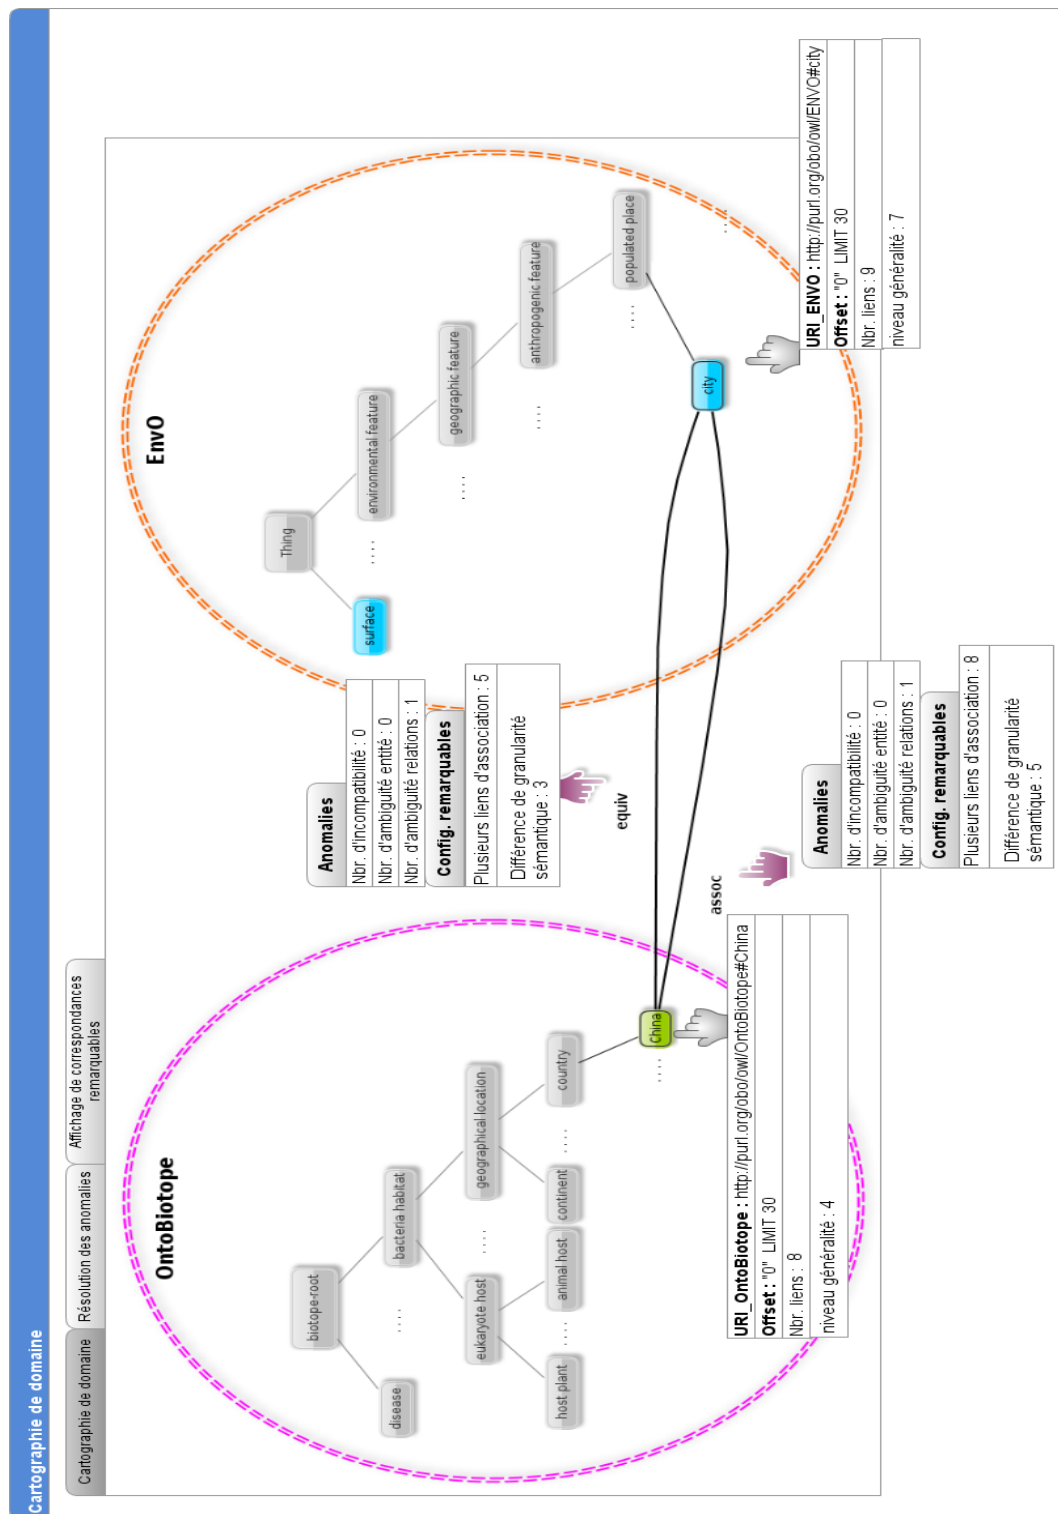 Cartographie de domaine
Cartographie de domaine
Résolution des anomalies
Affichage de correspondances
remarquables
OntoBiotope
biotope-root
disease
....
bacteria habitat
eukaryote host
....
geographical location
host plant
....
animal host
continent
....
country
....
China
URI_OntoBiotope : http://purl.org/obo/owl/OntoBiotope#China
Offset : "0" LIMIT 30
Nbr. liens : 8
niveau généralité : 4
Anomalies
Nbr. d'incompatibilité : 0
Nbr. d'ambiguité entité : 0
Nbr. d'ambiguité relations : 1
Config. remarquables
Plusieurs liens d'association : 5
Différence de granularité
sémantique : 3
equiv
assoc
Anomalies
Nbr. d'incompatibilité : 0
Nbr. d'ambiguité entité : 0
Nbr. d'ambiguité relations : 1
Config. remarquables
Plusieurs liens d'association : 8
Différence de granularité
sémantique : 5
EnvO
Thing
surface
....
environmental feature
....
geographic feature
....
anthropogenic feature
....
populated place
....
city
URI_ENVO : http://purl.org/obo/owl/ENVO#city
Offset : "0" LIMIT 30
Nbr. liens : 9
niveau généralité : 7